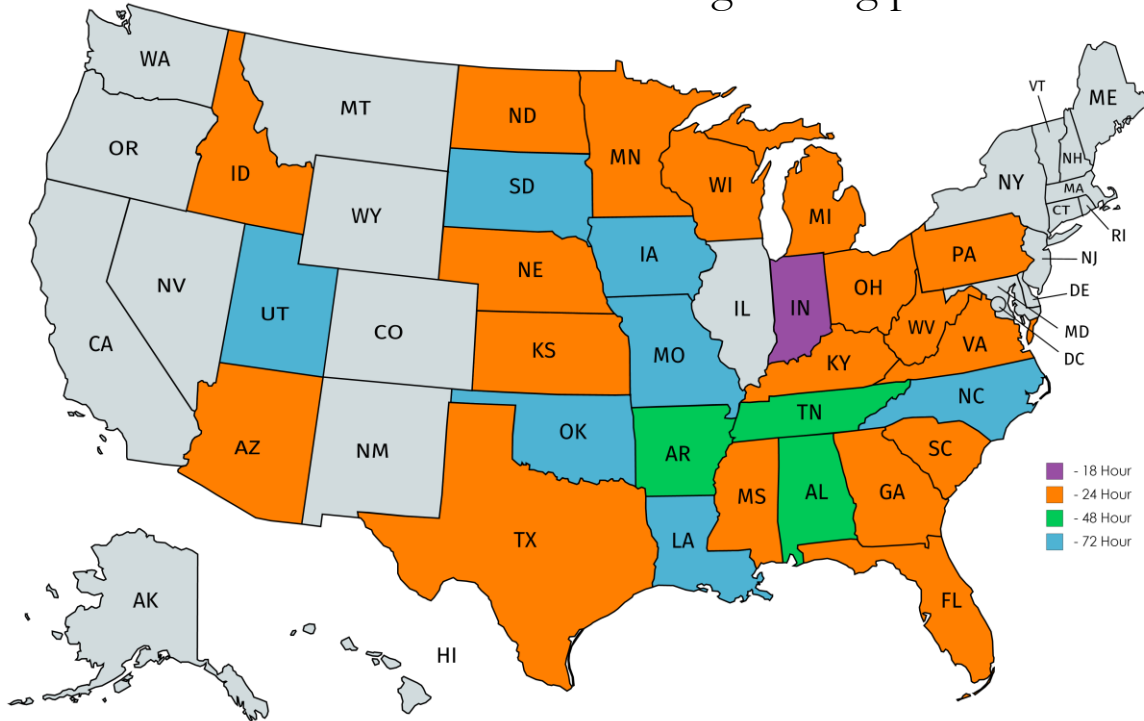 WA
MT
ND
MN
VT
ME
OR
ID
SD
WI
MI
NY
NH
MA
CT
RI
WY
NE
IA
PA
NJ
NV
UT
CO
IL
IN
OH
DE
CA
KS
MO
WV
VA
MD
KY
DC
AZ
NM
OK
AR
TN
NC
SC
- 18 Hour
- 24 Hour
- 48 Hour
- 72 Hour
TX
LA
MS
AL
GA
FL
AK
HI